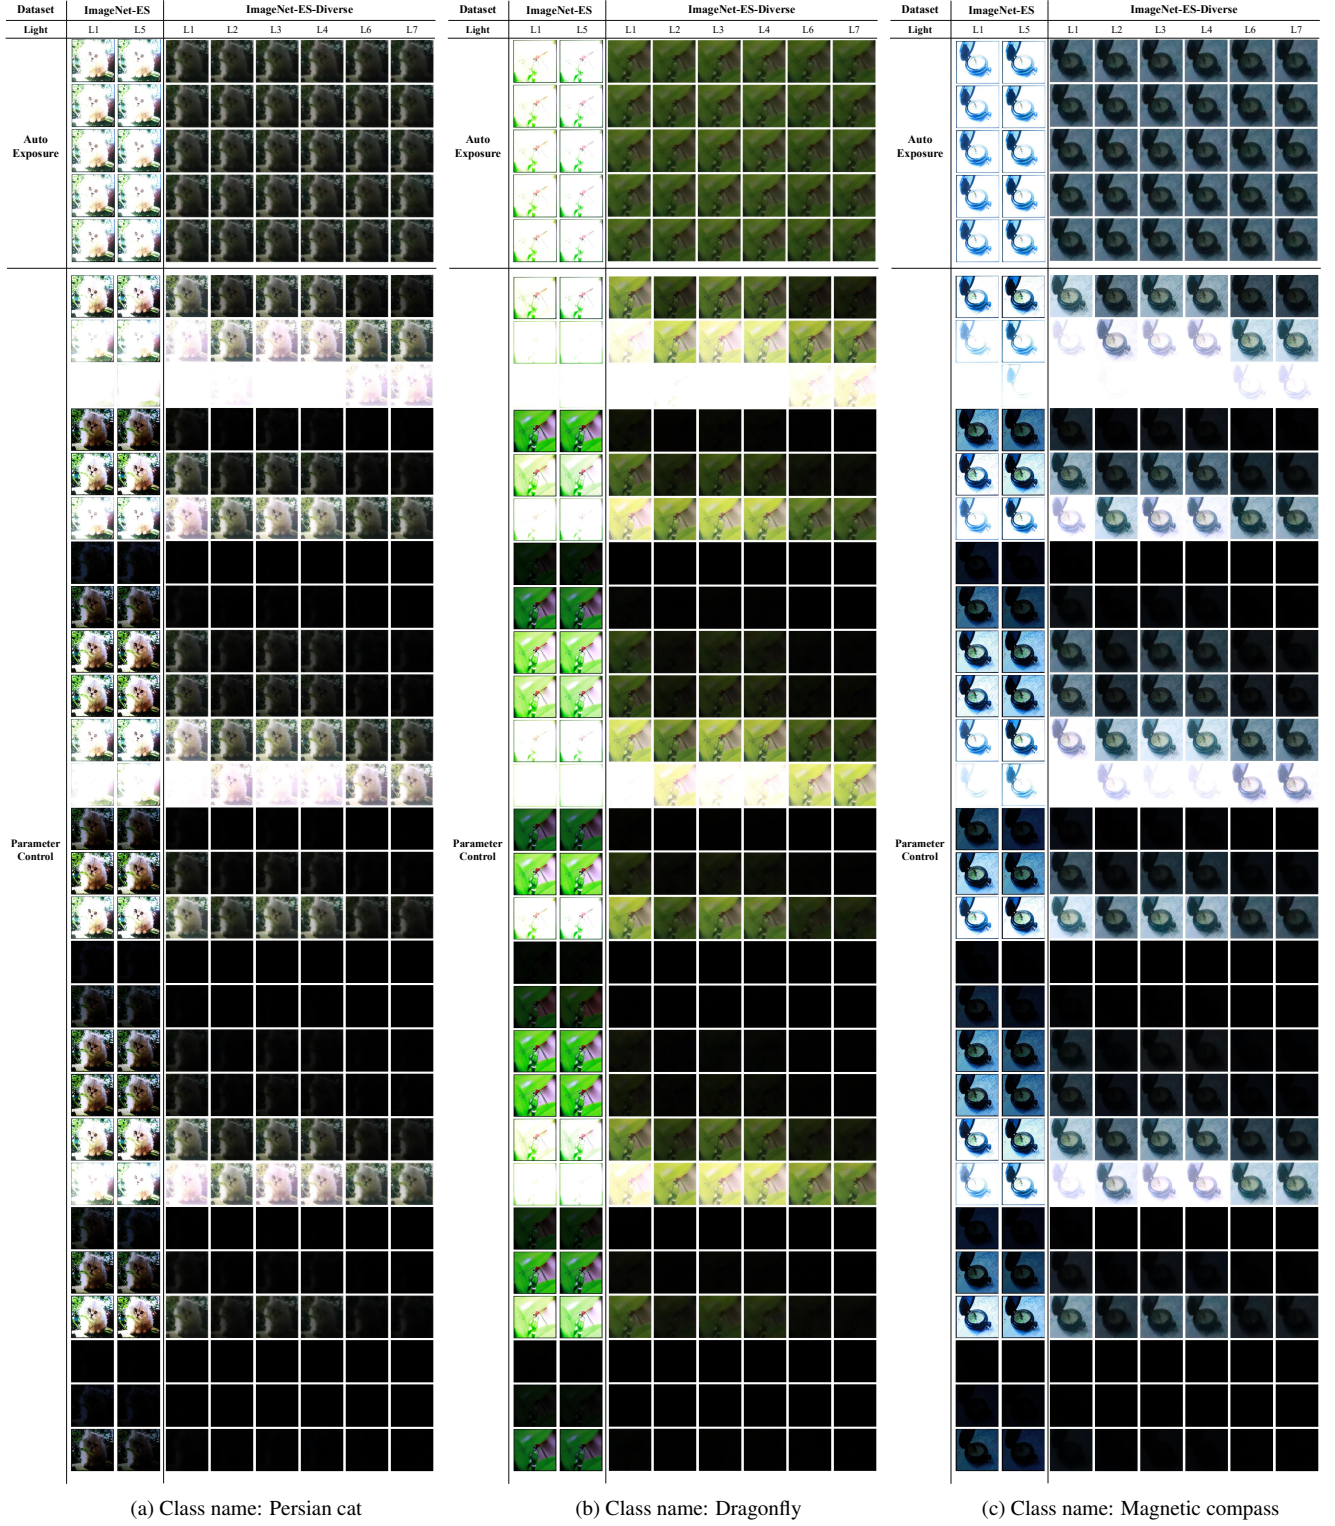 Dataset ImageNet-ES ImageNet-ES-Diverse
Light L1 L5 L1 L2 L3 L4 L6 L7
Auto
Exposure
Parameter
Control
(a) Class name: Persian cat
Dataset ImageNet-ES ImageNet-ES-Diverse
Light L1 L5 L1 L2 L3 L4 L6 L7
Auto
Exposure
Parameter
Control
(b) Class name: Dragonfly
Dataset ImageNet-ES ImageNet-ES-Diverse
Light L1 L5 L1 L2 L3 L4 L6 L7
Auto
Exposure
Parameter
Control
(c) Class name: Magnetic compass